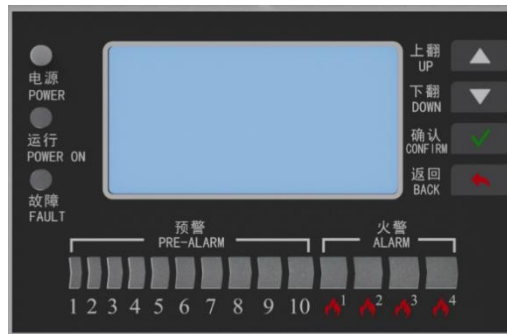 电源
POWER
运行
POWER ON
故障
FAULT
上翻
UP
下翻
DOWN
确认
CONFIRM
返回
BACK
预警
PRE-ALARM
火警
ALARM
1 2 3 4 5 6 7 8 9 10 1 2 3 4